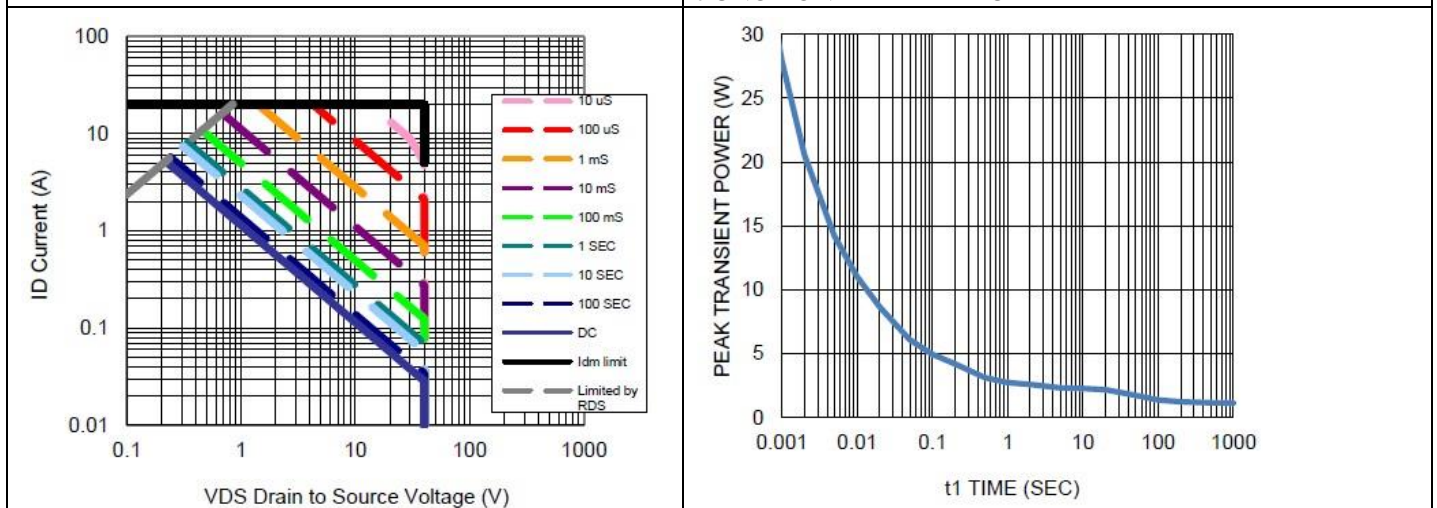 100
10
1
0.1
0.01
0.1
1
10
100
1000
ID Current (A)
VDS Drain to Source Voltage (V)
10 uS
100 uS
1 mS
10 mS
100 mS
1 SEC
10 SEC
100 SEC
DC
Idm limit
Limited by
RDS
30
25
20
15
10
5
0
0.001
0.01
0.1
1
10
100
1000
PEAK TRANSIENT POWER (W)
t1 TIME (SEC)